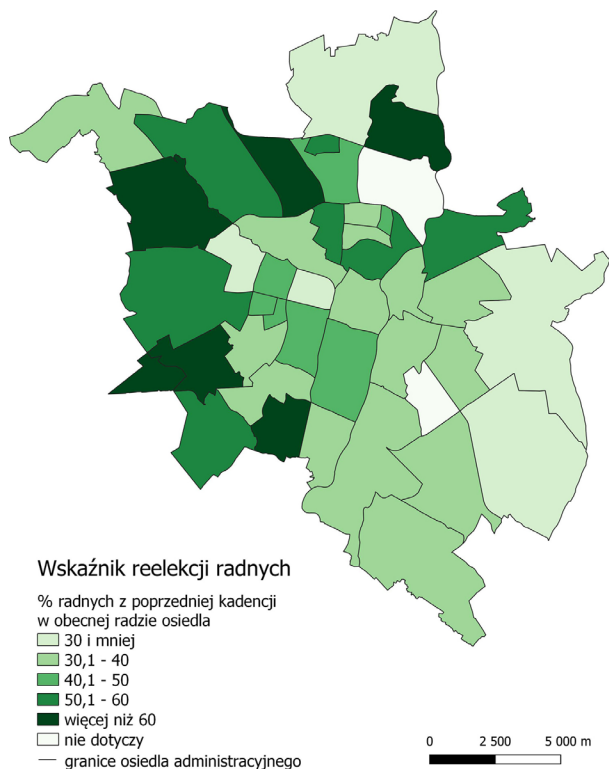 Wskaźnik reelekcji radnych
% radnych z poprzedniej kadencji
w obecnej radzie osiedla
30 i mniej
30,1 - 40
40,1 - 50
50,1 - 60
więcej niż 60
nie dotyczy
granice osiedla administracyjnego
0 2 500 5 000 m